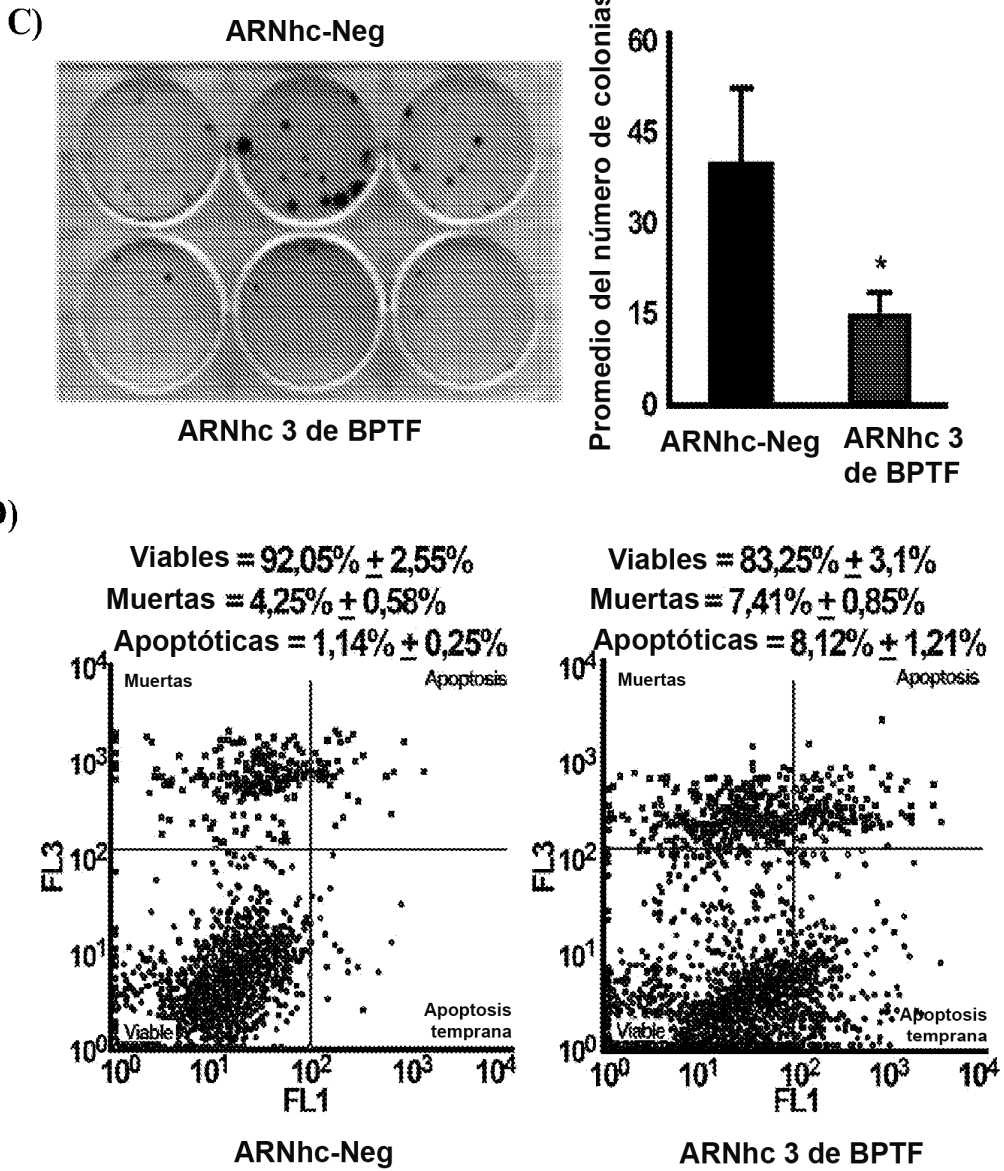 C)
ARNhc-Neg
ARNhc 3 de BPTF
Promedio del número de colonias
60
45
30
15
0
*
ARNhc-Neg
ARNhc 3
de BPTF
D)
Viables = 92,05% ± 2,55%
Muertas = 4,25% ± 0,58%
Apoptóticas = 1,14% ± 0,25%
10⁴
10³
10²
10¹
10⁰
FL3
Muertas
Apoptosis
Viable
Apoptosis
temprana
10⁰ 10¹ 10² 10³ 10⁴
FL1
ARNhc-Neg
Viables = 83,25% ± 3,1%
Muertas = 7,41% ± 0,85%
Apoptóticas = 8,12% ± 1,21%
10⁴
10³
10²
10¹
10⁰
FL3
Muertas
Apoptosis
Viable
Apoptosis
temprana
10⁰ 10¹ 10² 10³ 10⁴
FL1
ARNhc 3 de BPTF